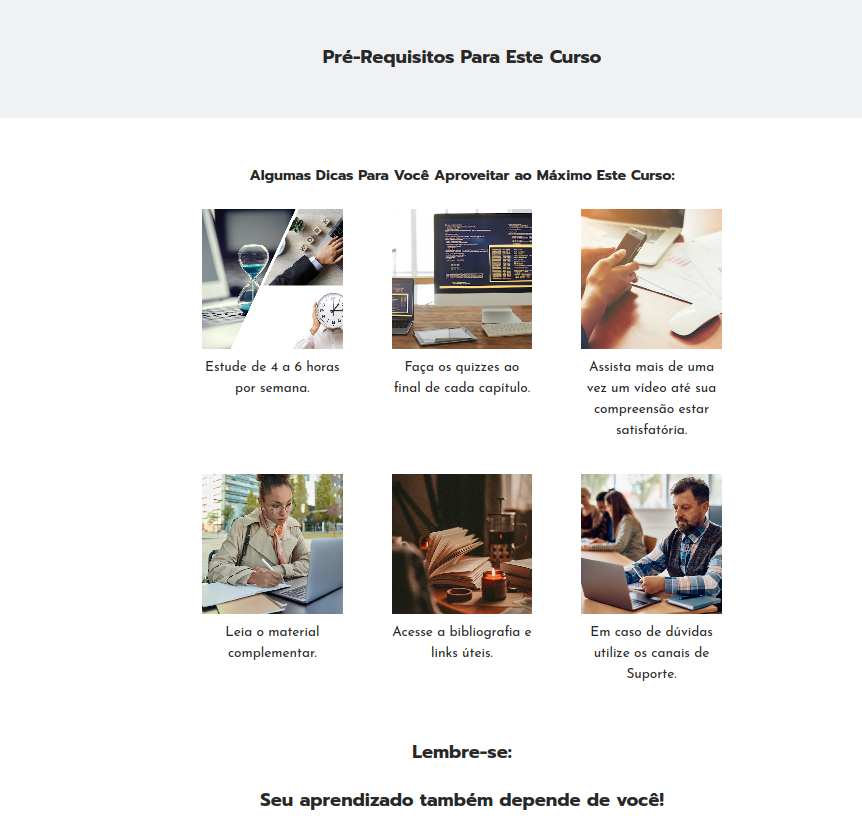 Pré-Requisitos Para Este Curso
Algumas Dicas Para Você Aproveitar ao Máximo Este Curso:
Estude de 4 a 6 horas
por semana.
Faça os quizzes ao
final de cada capítulo.
Assista mais de uma
vez um vídeo até sua
compreensão estar
satisfatória.
Leia o material
complementar.
Acesse a bibliografia e
links úteis.
Em caso de dúvidas
utilize os canais de
Suporte.
Lembre-se:
Seu aprendizado também depende de você!